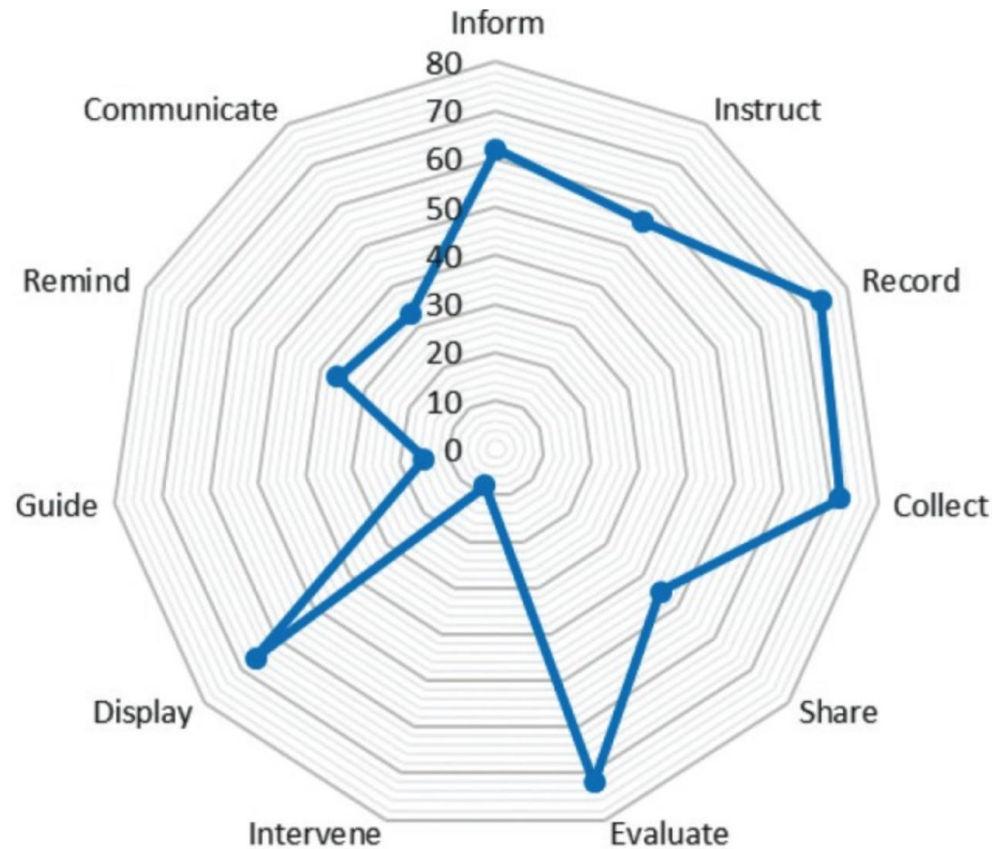 Inform
80
Communicate
70
Instruct
60
50
40
Remind
Record
30
20
10
0
Guide
Collect
Display
Share
Intervene
Evaluate